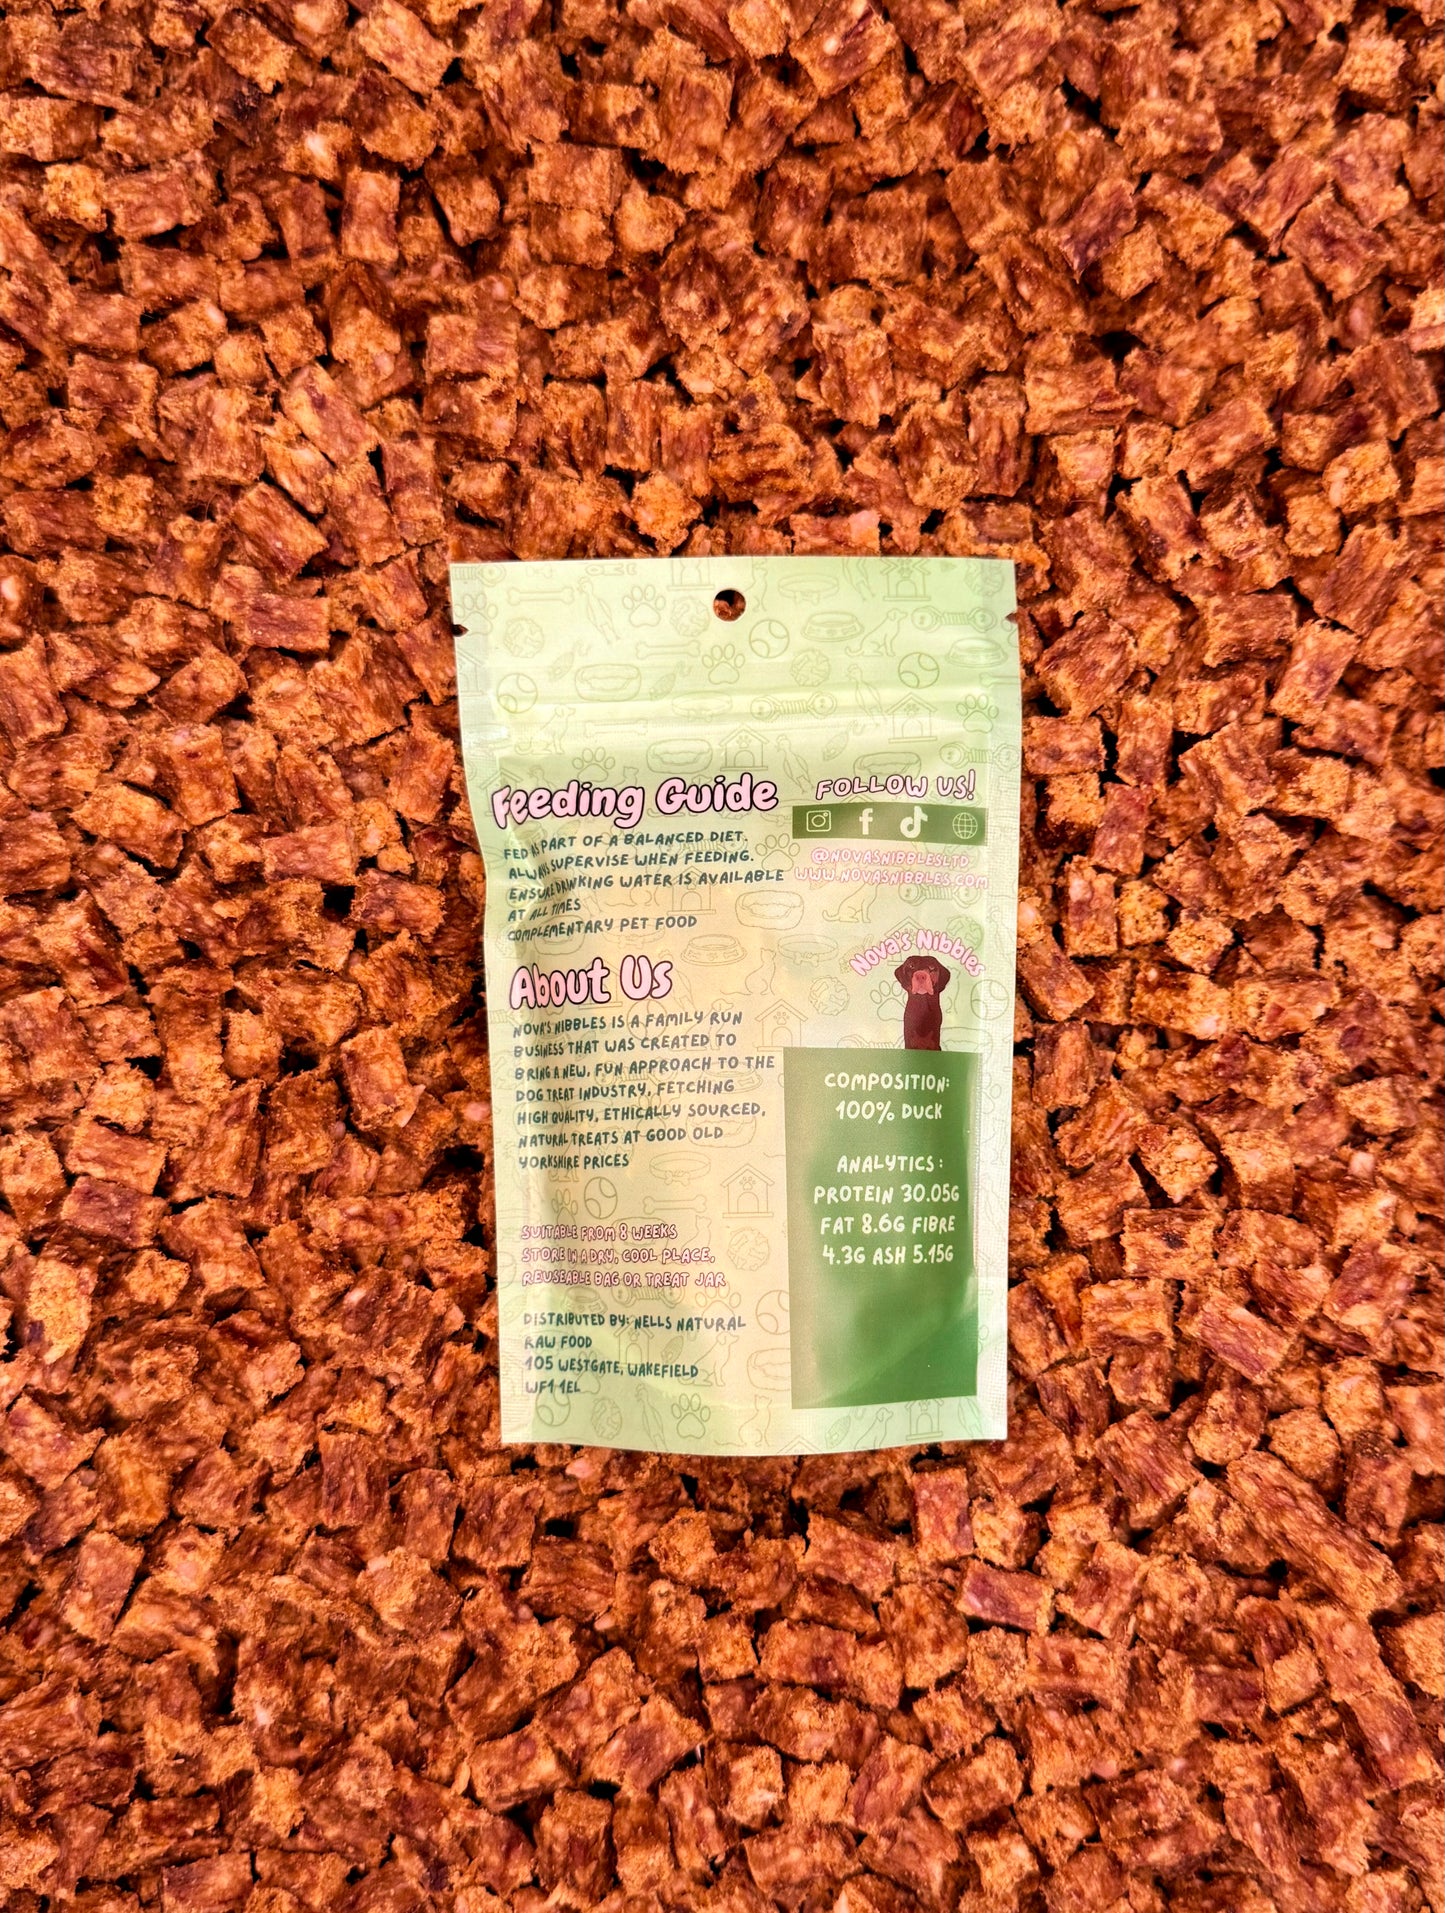 Feeding Guide
FED AS PART OF A BALANCED DIET.
ALWAYS SUPERVISE WHEN FEEDING.
ENSURE DRINKING WATER IS AVAILABLE
AT ALL TIMES
COMPLEMENTARY PET FOOD
FOLLOW US!
@NOVASNIBBLESLTD
WWW.NOVASNIBBLES.COM
About Us
NOVA'S NIBBLES IS A FAMILY RUN
BUSINESS THAT WAS CREATED TO
BRING A NEW, FUN APPROACH TO THE
DOG TREAT INDUSTRY, FETCHING
HIGH QUALITY, ETHICALLY SOURCED,
NATURAL TREATS AT GOOD OLD
YORKSHIRE PRICES
Nova's Nibbles
COMPOSITION:
100% DUCK
ANALYTICS:
PROTEIN 30.05G
FAT 8.6G FIBRE
4.3G ASH 5.15G
SUITABLE FROM 8 WEEKS
STORE IN A DRY, COOL PLACE,
REUSEABLE BAG OR TREAT JAR
DISTRIBUTED BY: NELLS NATURAL
RAW FOOD
105 WESTGATE, WAKEFIELD
WF1 1EL